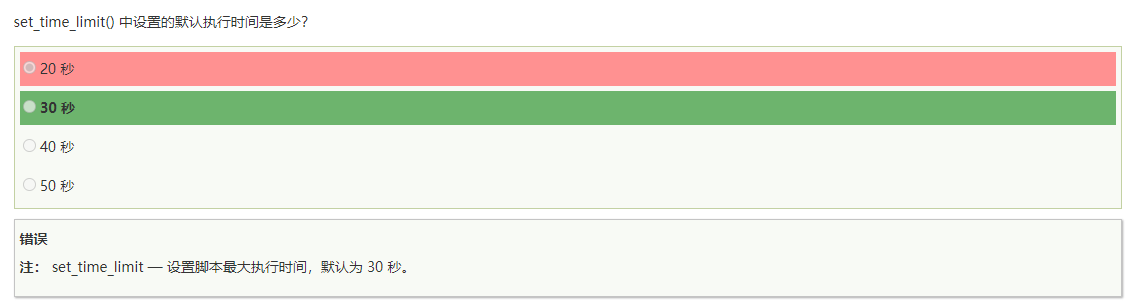 set_time_limit() 中设置的默认执行时间是多少?
20 秒
30 秒
40 秒
50 秒
错误
注： set_time_limit — 设置脚本最大执行时间，默认为 30 秒。